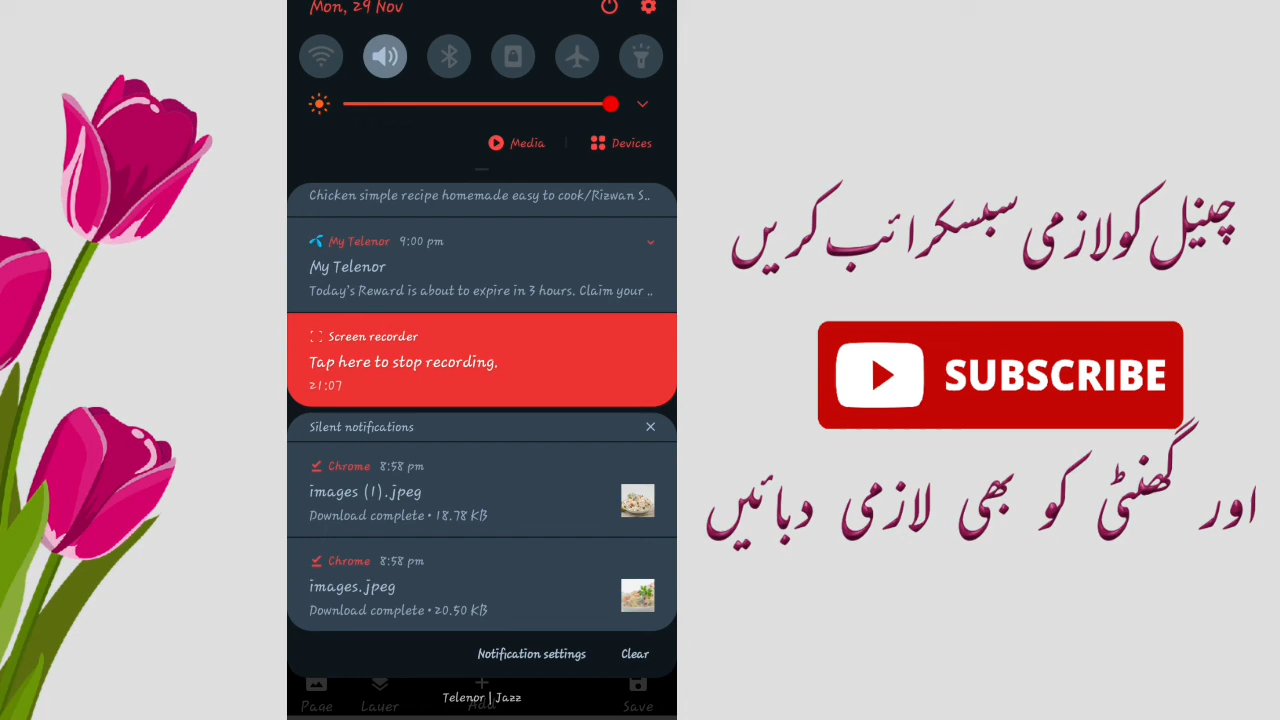 Mon, 29 Nov
Media
Devices
Chicken simple recipe homemade easy to cook/Rizwan S..
My Telenor 9:00 pm
My Telenor
Today's Reward is about to expire in 3 hours. Claim your ..
Screen recorder
Tap here to stop recording.
21:07
Silent notifications
Chrome 8:58 pm
images (1).jpeg
Download complete • 18.78 KB
Chrome 8:58 pm
images.jpeg
Download complete • 20.50 KB
Notification settings Clear
Telenor | Jazz
Page Layer Add Save
چینل کو لازمی سبسکرائب کریں
SUBSCRIBE
اور گھنٹی کو بھی لازمی دبائیں